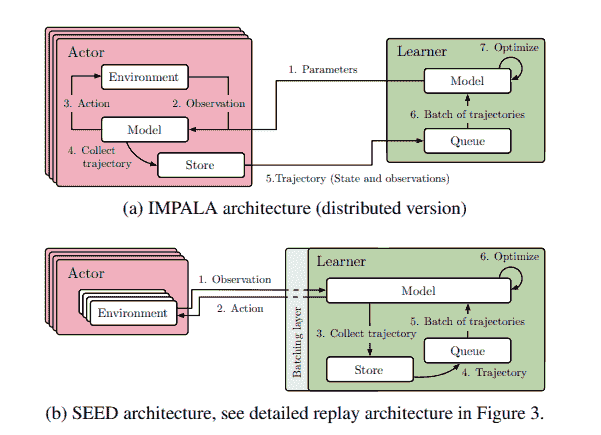 Actor
Environment
3. Action
2. Observation
Model
4. Collect
trajectory
Store
1. Parameters
5.Trajectory (State and observations)
Learner
7. Optimize
Model
6. Batch of trajectories
Queue
(a) IMPALA architecture (distributed version)
Actor
Environment
1. Observation
2. Action
Batching layer
Learner
6. Optimize
Model
3. Collect trajectory
5. Batch of trajectories
Queue
Store
4. Trajectory
(b) SEED architecture, see detailed replay architecture in Figure 3.